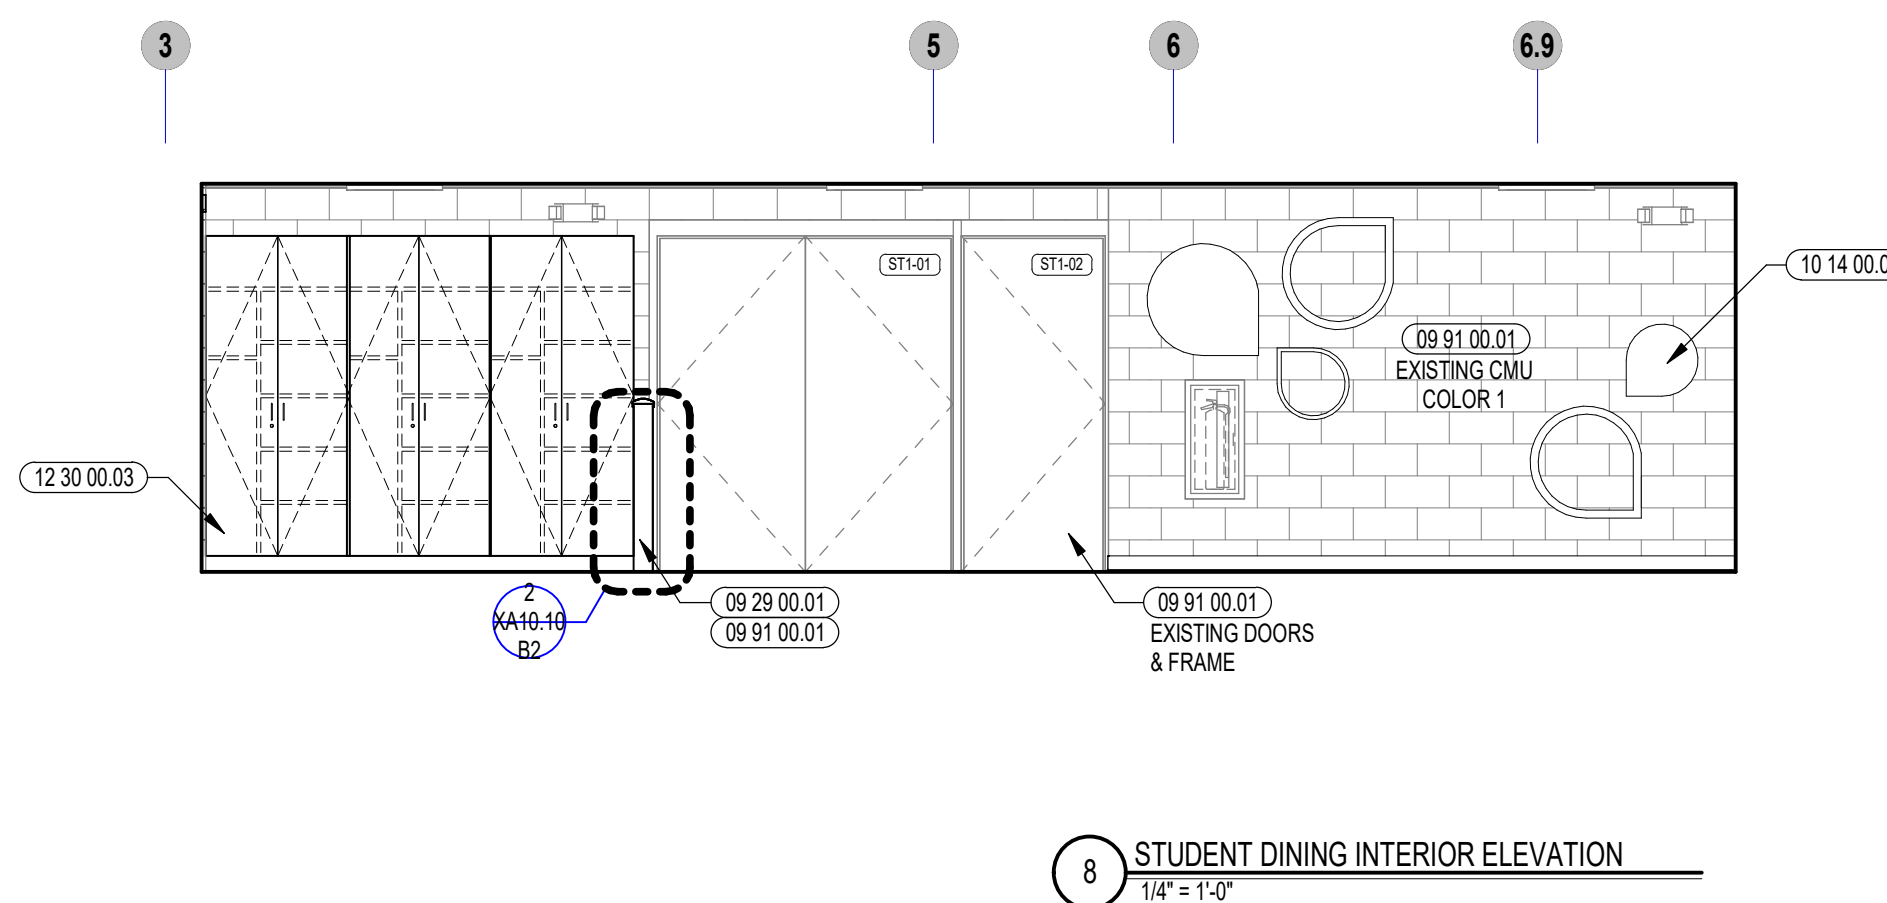 3
5
6
6.9
ST1-01
ST1-02
10 14 00.0
09 91 00.01
EXISTING CMU
COLOR 1
12 30 00.03
2
XA10.10
B2
09 29 00.01
09 91 00.01
09 91 00.01
EXISTING DOORS
& FRAME
8
STUDENT DINING INTERIOR ELEVATION
1/4" = 1'-0"